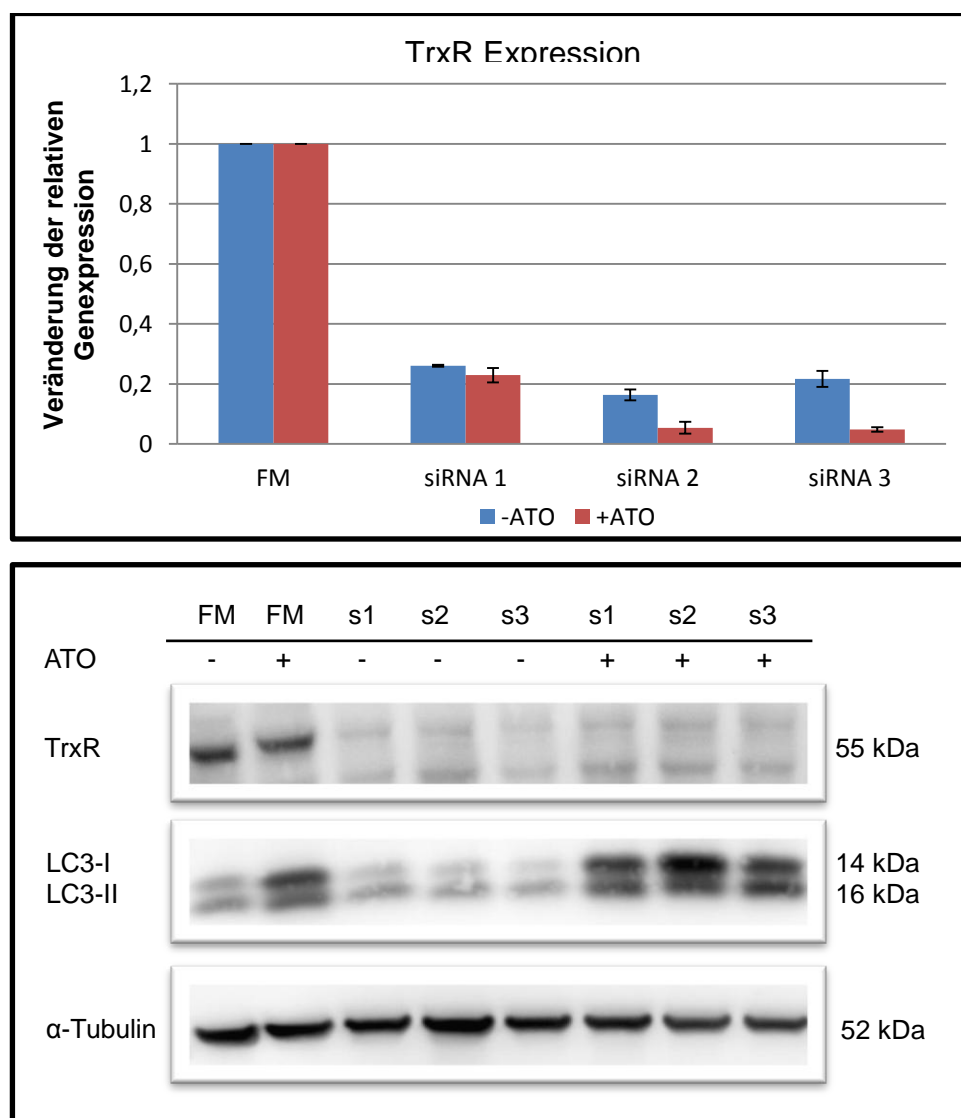 TrxR Expression
1,2
1
0,8
0,6
0,4
0,2
0
Veränderung der relativen
Genexpression
FM siRNA 1 siRNA 2 siRNA 3
-ATO +ATO
FM FM s1 s2 s3 s1 s2 s3
ATO - + - - - + + +
TrxR 55 kDa
LC3-I 14 kDa
LC3-II 16 kDa
α-Tubulin 52 kDa